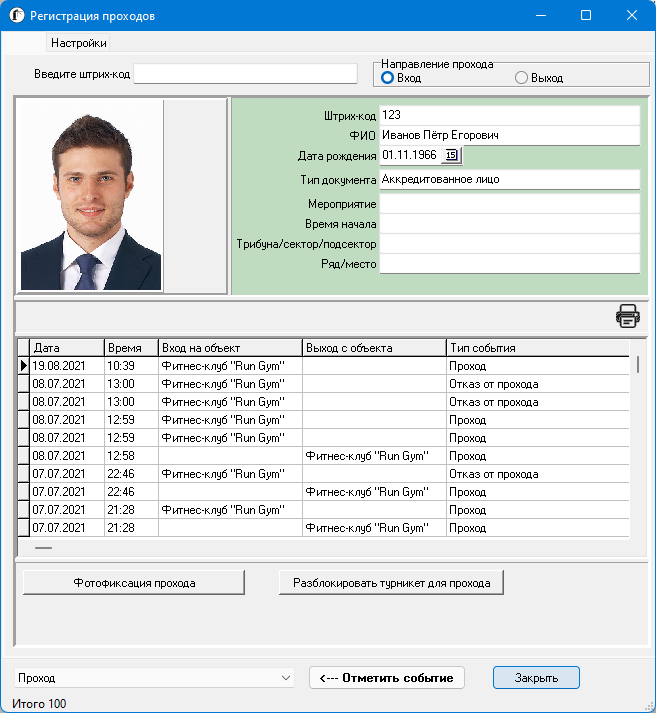 Регистрация проходов
Настройки
Введите штрих-код
Направление прохода
Вход Выход
Штрих-код 123
ФИО Иванов Пётр Егорович
Дата рождения 01.11.1966 15
Тип документа Аккредитованное лицо
Мероприятие
Время начала
Трибуна/сектор/подсектор
Ряд/место
Дата Время Вход на объект Выход с объекта Тип события
19.08.2021 10:39 Фитнес-клуб "Run Gym" Проход
08.07.2021 13:00 Фитнес-клуб "Run Gym" Отказ от прохода
08.07.2021 13:00 Фитнес-клуб "Run Gym" Отказ от прохода
08.07.2021 12:59 Фитнес-клуб "Run Gym" Проход
08.07.2021 12:59 Фитнес-клуб "Run Gym" Проход
08.07.2021 12:58 Фитнес-клуб "Run Gym" Проход
07.07.2021 22:46 Фитнес-клуб "Run Gym" Отказ от прохода
07.07.2021 22:46 Фитнес-клуб "Run Gym" Проход
07.07.2021 21:28 Фитнес-клуб "Run Gym" Проход
07.07.2021 21:28 Фитнес-клуб "Run Gym" Проход
Фотофиксация прохода Разблокировать турникет для прохода
Проход <--- Отметить событие Закрыть
Итого 100